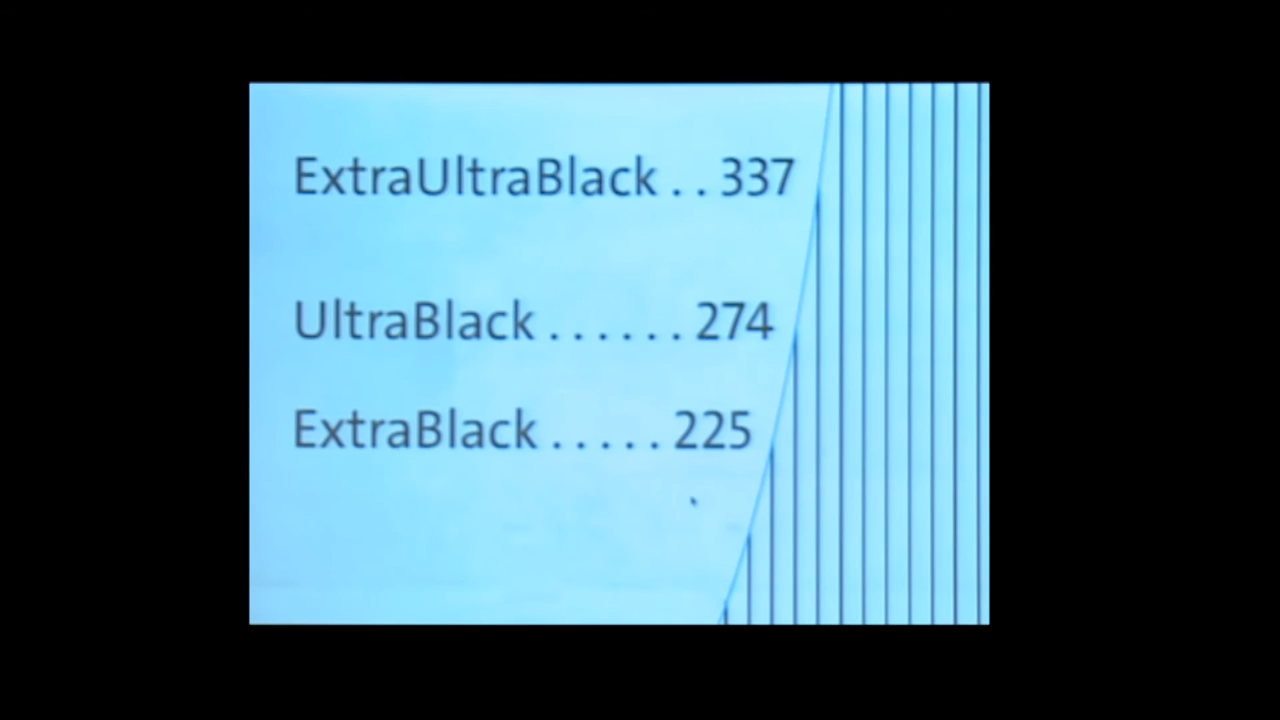 ExtraUltraBlack . . 337
UltraBlack . . . . . . 274
ExtraBlack . . . . . 225